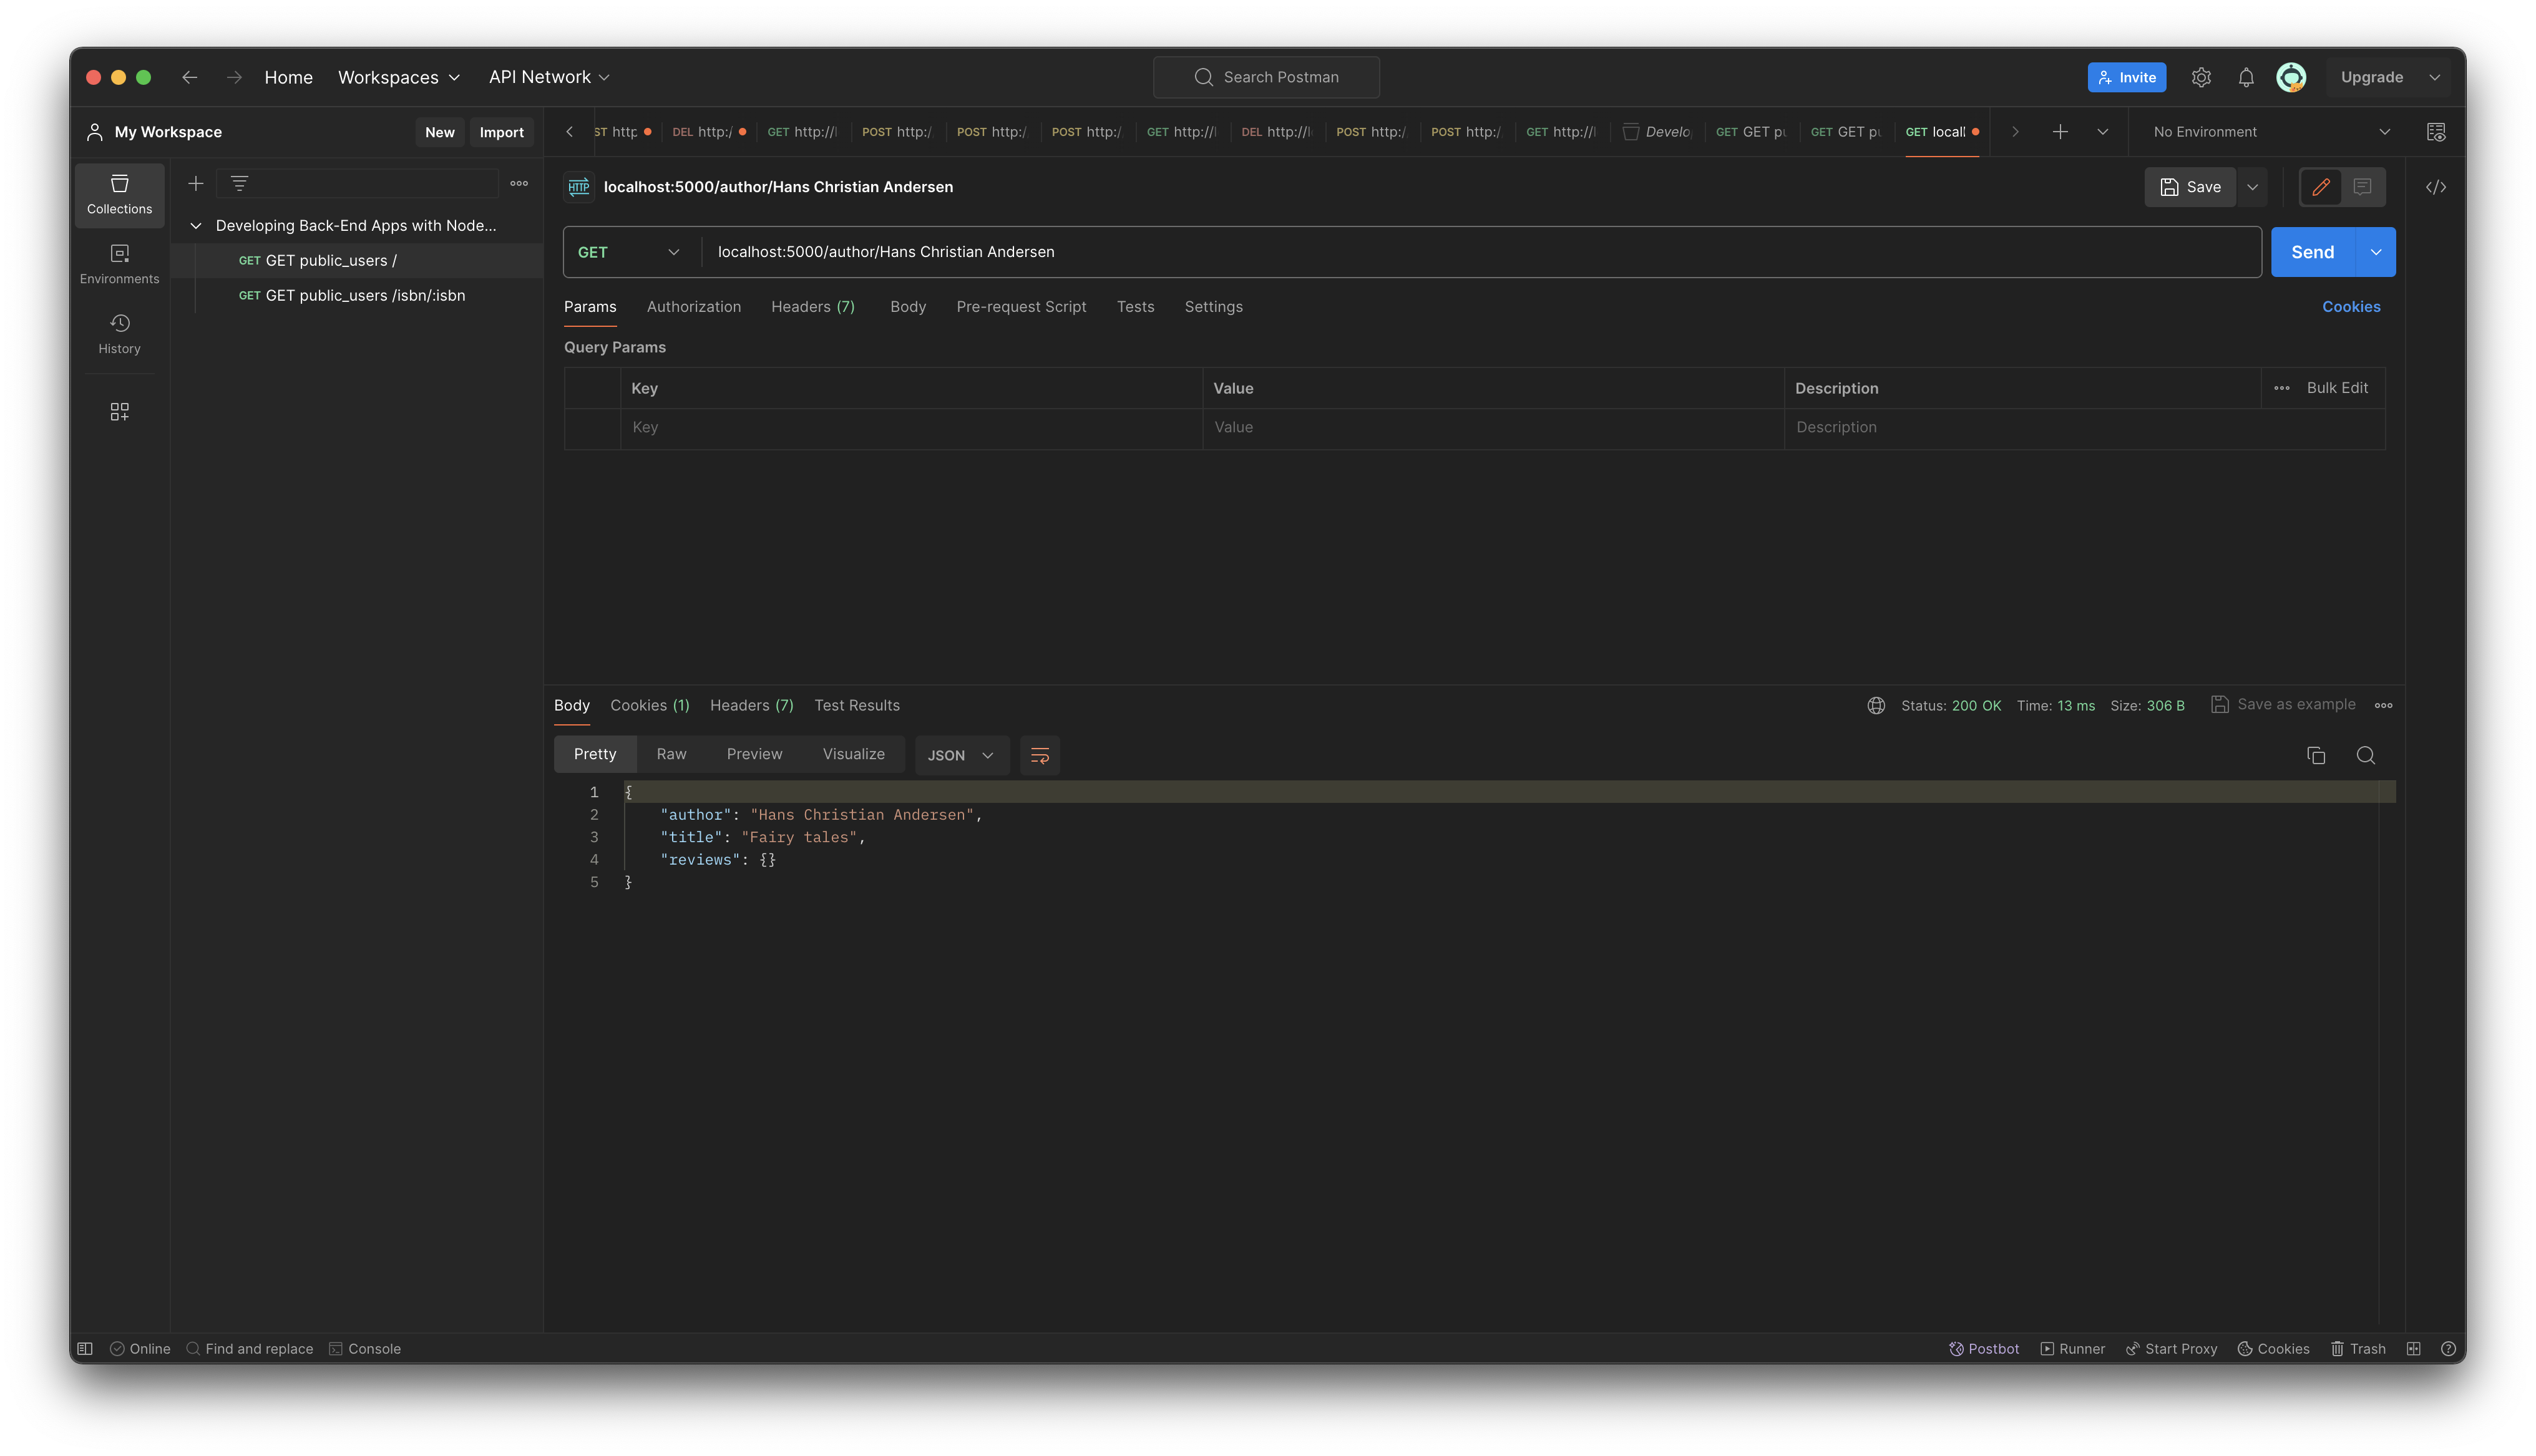 Home Workspaces API Network Search Postman Invite Upgrade
My Workspace New Import
ST http DEL http:/ GET http://l POST http:/ POST http:/ POST http:/ GET http://l DEL http://l POST http:/ POST http:/ GET http://l Develo GET GET pu GET GET pu GET locall No Environment
Collections
Environments
History
Developing Back-End Apps with Node...
GET GET public_users /
GET GET public_users /isbn/:isbn
HTTP localhost:5000/author/Hans Christian Andersen Save
GET localhost:5000/author/Hans Christian Andersen Send
Params Authorization Headers (7) Body Pre-request Script Tests Settings Cookies
Query Params
Key Value Description Bulk Edit
Key Value Description
Body Cookies (1) Headers (7) Test Results Status: 200 OK Time: 13 ms Size: 306 B Save as example
Pretty Raw Preview Visualize JSON
1 {
2 "author": "Hans Christian Andersen",
3 "title": "Fairy tales",
4 "reviews": {}
5 }
Online Find and replace Console Postbot Runner Start Proxy Cookies Trash